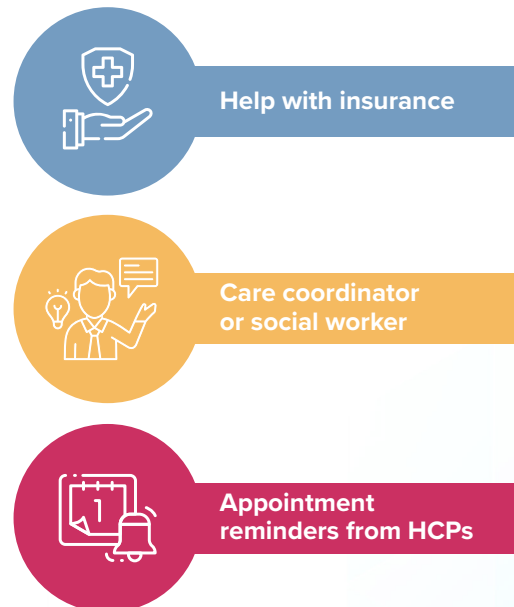 Help with insurance
Care coordinator
or social worker
1
Appointment
reminders from HCPs